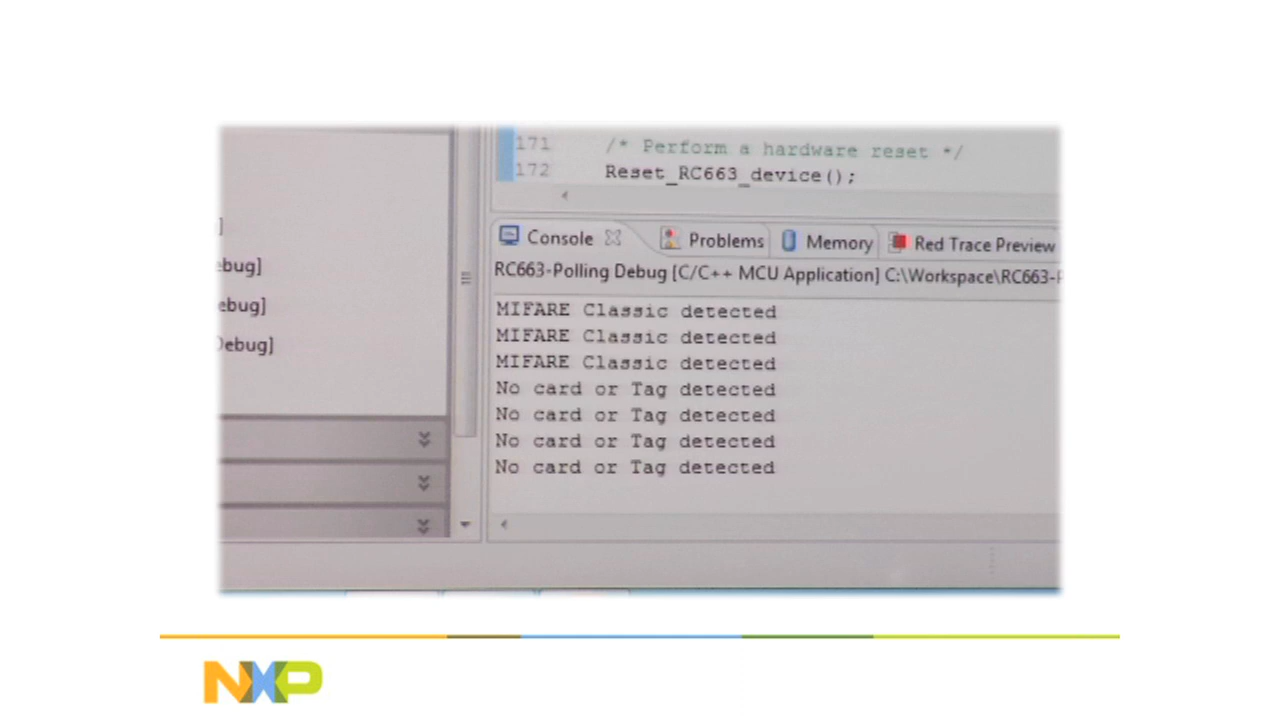 171 /* Perform a hardware reset */
172 Reset_RC663_device();
]
ebug]
ebug]
Debug]
Console Problems Memory Red Trace Preview
RC663-Polling Debug [C/C++ MCU Application] C:\Workspace\RC663-
MIFARE Classic detected
MIFARE Classic detected
MIFARE Classic detected
No card or Tag detected
No card or Tag detected
No card or Tag detected
No card or Tag detected
NXP